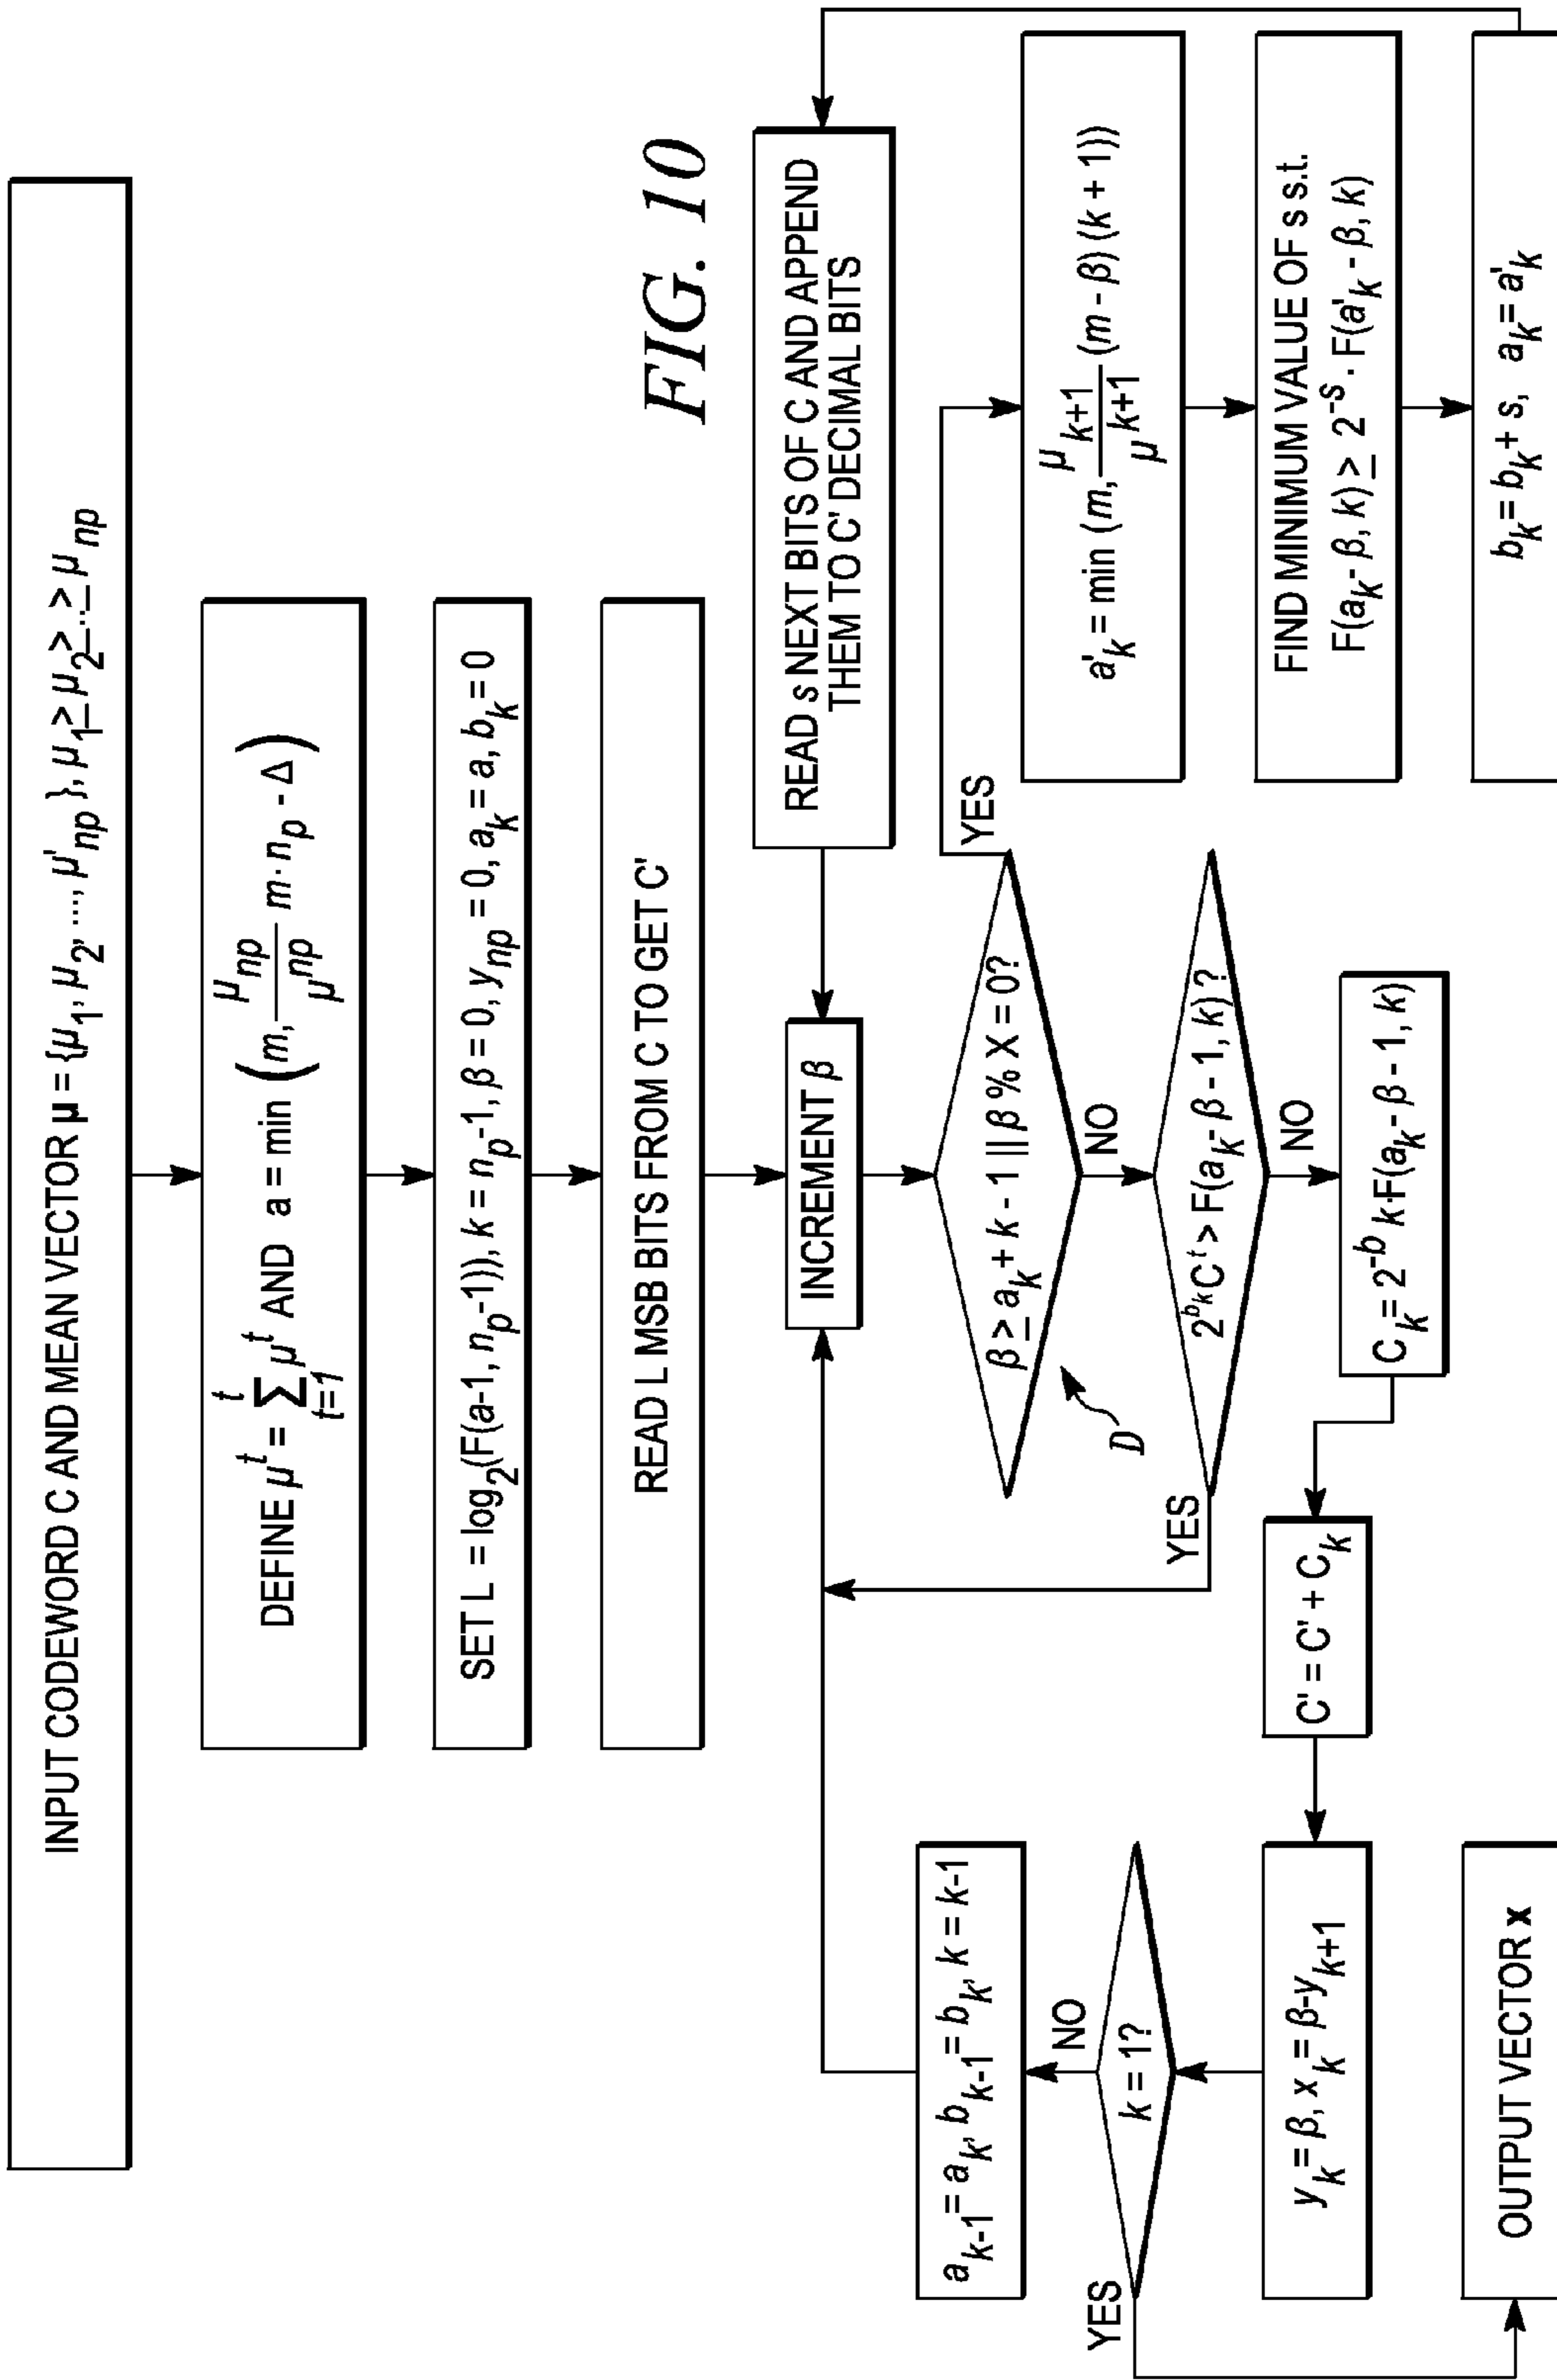 INPUT CODEWORD C AND MEAN VECTOR μ = {μ₁, μ₂, ..., μ'ₙₚ}, μ₁ ≥ μ₂ ≥ ... ≥ μₙₚ
DEFINE μᵗ = ∑ᵗₜ₌₁ μᵗ AND a = min (m, μₙₚ/μⁿᵖ m · nₚ - Δ)
SET L = log₂(F(a-1, nₚ-1)), k = nₚ-1, β = 0, yₙₚ = 0, aₖ = a, bₖ = 0
READ L MSB BITS FROM C TO GET C'
FIG. 10
READ s NEXT BITS OF C AND APPEND
THEM TO C' DECIMAL BITS
INCREMENT β
β ≥ aₖ + k - 1 || β % X = 0?
YES
NO
D
a'ₖ = min (m, μₖ₊₁/μᵏ⁺¹ (m - β) (k + 1))
FIND MINIMUM VALUE OF s s.t.
F(aₖ - β, k) ≥ 2⁻ˢ · F(a'ₖ - β, k)
bₖ = bₖ + s, aₖ = a'ₖ
2^bₖ Cᵗ > F(aₖ - β - 1, k) ?
YES
NO
Cₖ = 2⁻ᵇ k · F(aₖ - β - 1, k)
C' = C' + Cₖ
yₖ = β, xₖ = β-yₖ₊₁
k = 1?
NO
YES
aₖ₋₁ = aₖ, bₖ₋₁ = bₖ, k = k-1
OUTPUT VECTOR x